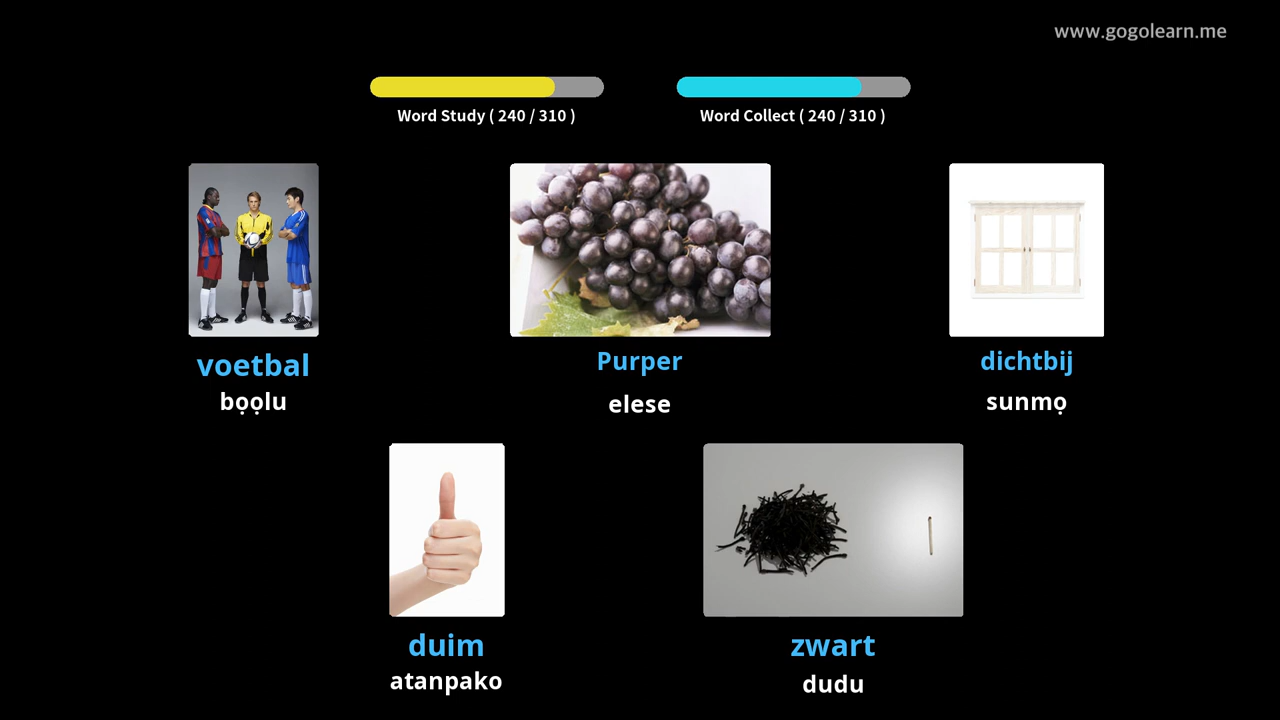 www.gogolearn.me
Word Study ( 240 / 310 )
Word Collect ( 240 / 310 )
voetbal
bọọlu
Purper
elese
dichtbij
sunmọ
duim
atanpako
zwart
dudu